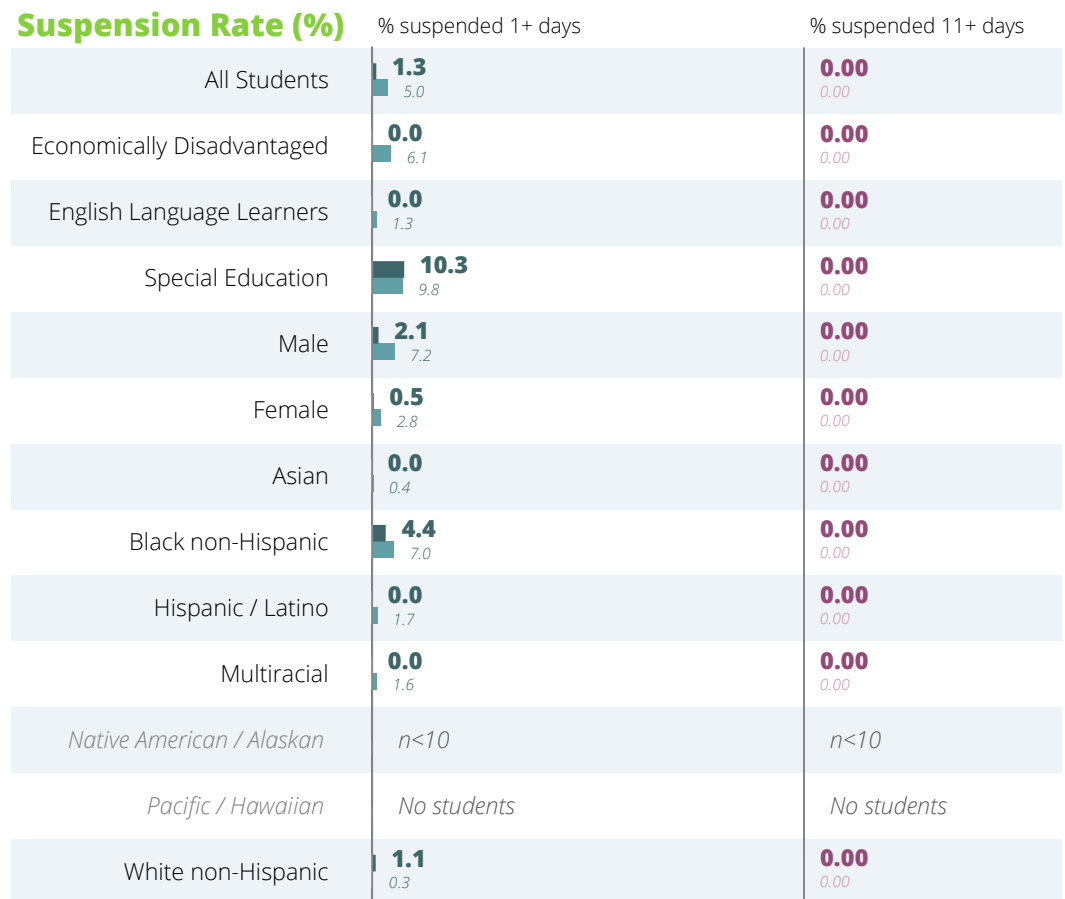 Suspension Rate (%) % suspended 1+ days % suspended 11+ days
All Students 1.3 0.00
5.0 0.00
Economically Disadvantaged 0.0 0.00
6.1 0.00
English Language Learners 0.0 0.00
1.3 0.00
Special Education 10.3 0.00
9.8 0.00
Male 2.1 0.00
7.2 0.00
Female 0.5 0.00
2.8 0.00
Asian 0.0 0.00
0.4 0.00
Black non-Hispanic 4.4 0.00
7.0 0.00
Hispanic / Latino 0.0 0.00
1.7 0.00
Multiracial 0.0 0.00
1.6 0.00
Native American / Alaskan n<10 n<10
Pacific / Hawaiian No students No students
White non-Hispanic 1.1 0.00
0.3 0.00